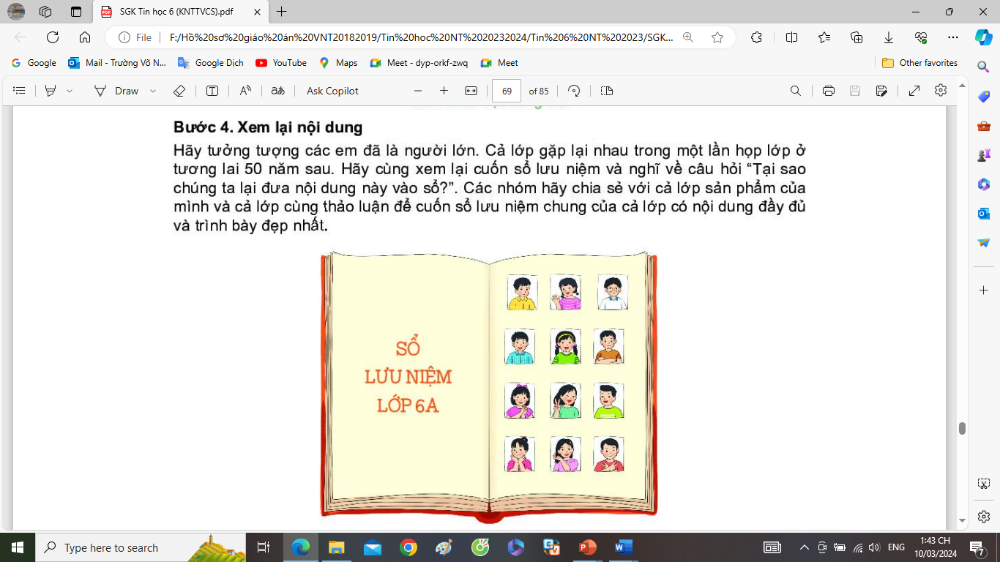 SGK Tin học 6 (KNTTVCS).pdf
File
F:/Hồ%20sơ%20giáo%20án%20VNT20182019/Tin%20hoc%20NT%2020232024/Tin%206%20NT%202023/SGK...
Google
Mail - Trường Võ N...
Google Dịch
YouTube
Maps
Meet - dyp-orkf-zwq
Meet
Other favorites
Draw
Ask Copilot
69
of 85
Bước 4. Xem lại nội dung
Hãy tưởng tượng các em đã là người lớn. Cả lớp gặp lại nhau trong một lần họp lớp ở
tương lai 50 năm sau. Hãy cùng xem lại cuốn sổ lưu niệm và nghĩ về câu hỏi “Tại sao
chúng ta lại đưa nội dung này vào sổ?”. Các nhóm hãy chia sẻ với cả lớp sản phẩm của
mình và cả lớp cùng thảo luận để cuốn sổ lưu niệm chung của cả lớp có nội dung đầy đủ
và trình bày đẹp nhất.
SỔ
LƯU NIỆM
LỚP 6A
Type here to search
ENG
1:43 CH
10/03/2024
7